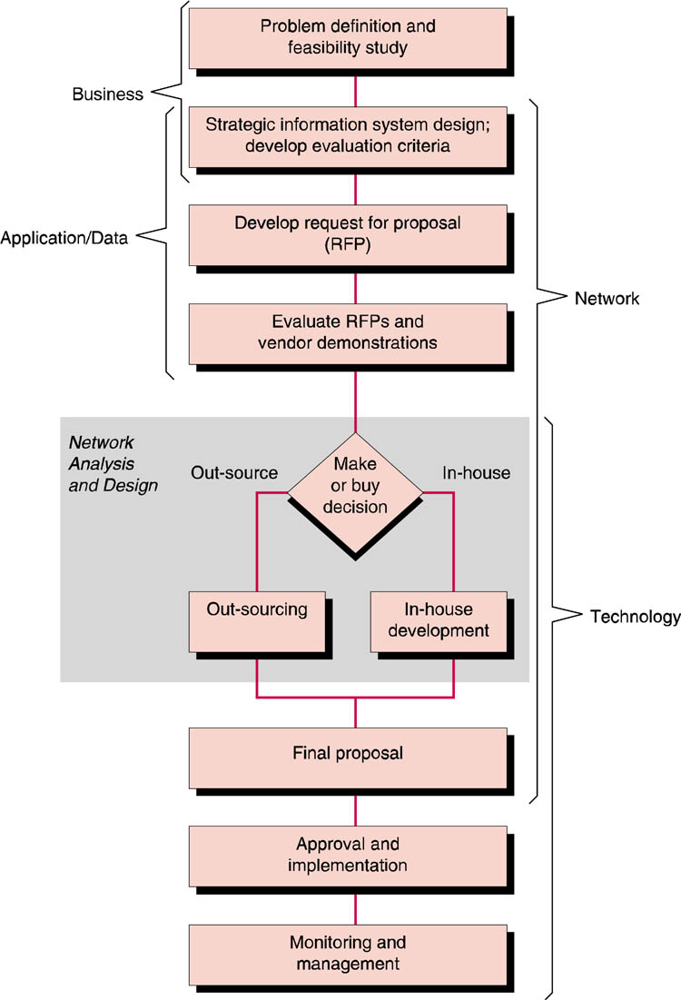 Problem definition and
feasibility study
Business
Strategic information system design;
develop evaluation criteria
Develop request for proposal
(RFP)
Application/Data
Network
Evaluate RFPs and
vendor demonstrations
Network
Analysis
and Design
Out-source
Make
or buy
decision
In-house
Out-sourcing
In-house
development
Technology
Final proposal
Approval and
implementation
Monitoring and
management